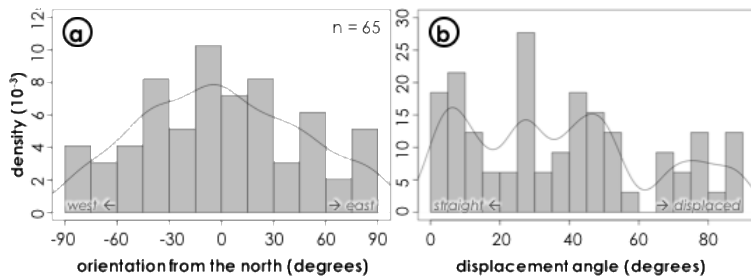 a
n = 65
density (10⁻³)
12
10
8
6
4
2
0
west ←
→ east
-90 -60 -30 0 30 60 90
orientation from the north (degrees)
b
30
25
20
15
10
5
0
straight ←
→ displaced
0 20 40 60 80
displacement angle (degrees)